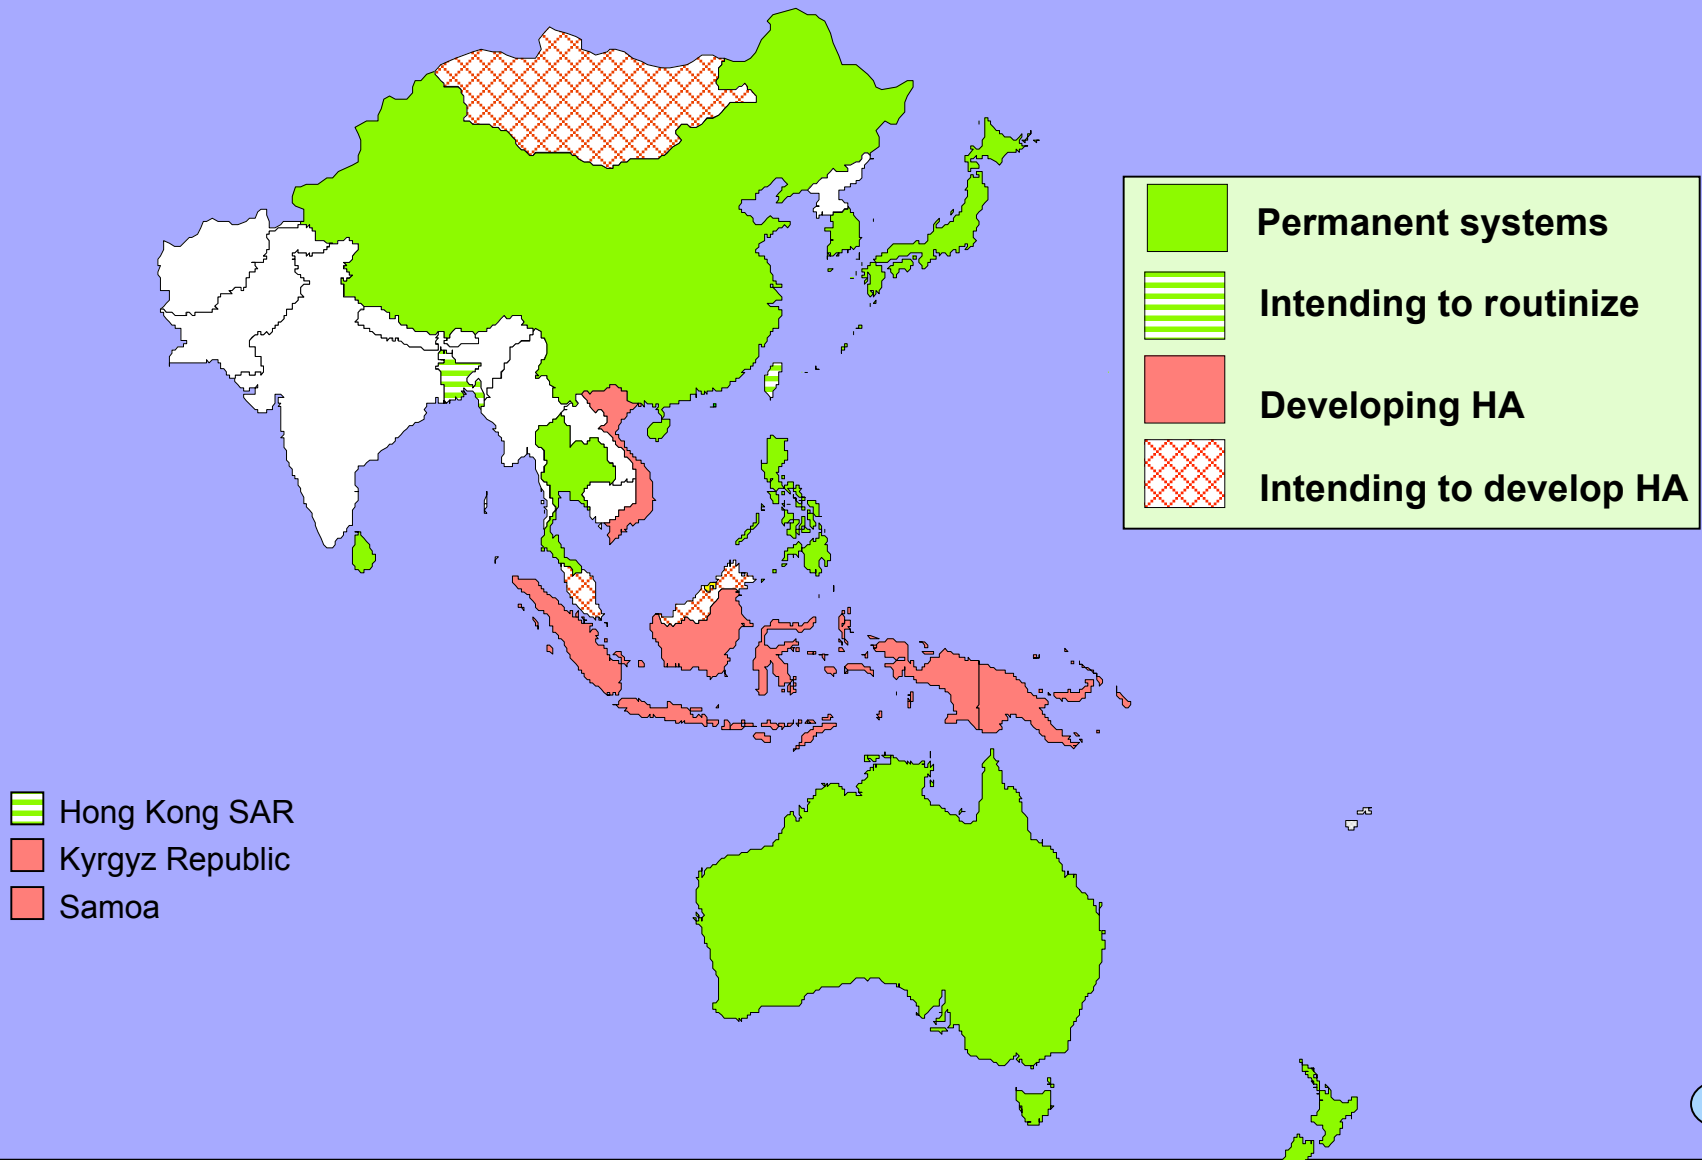 Permanent systems
Intending to routinize
Developing HA
Intending to develop HA
Hong Kong SAR
Kyrgyz Republic
Samoa